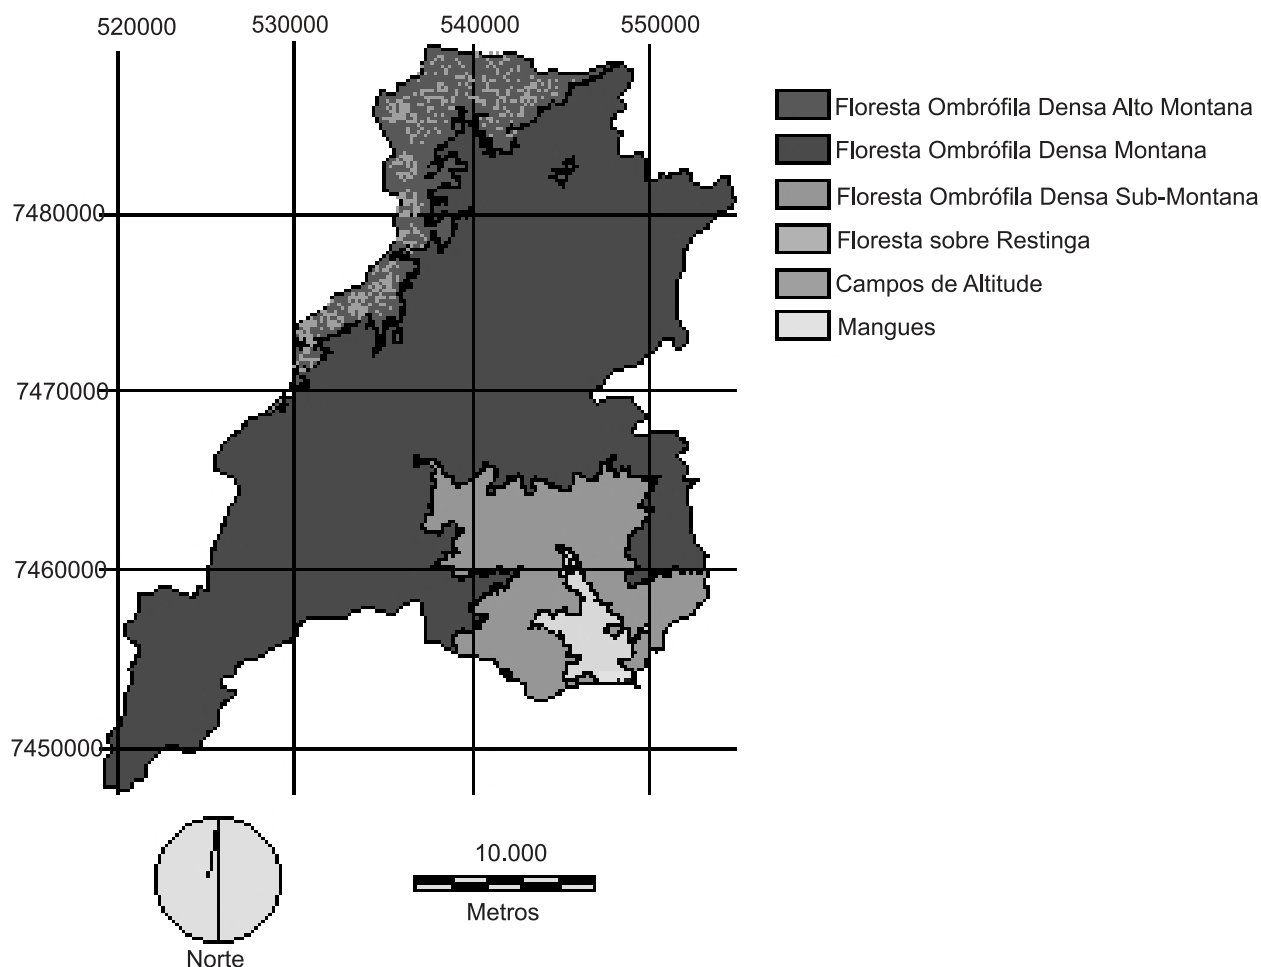 520000
530000
540000
550000
7480000
7470000
7460000
7450000
Floresta Ombrófila Densa Alto Montana
Floresta Ombrófila Densa Montana
Floresta Ombrófila Densa Sub-Montana
Floresta sobre Restinga
Campos de Altitude
Mangues
10.000
Metros
Norte